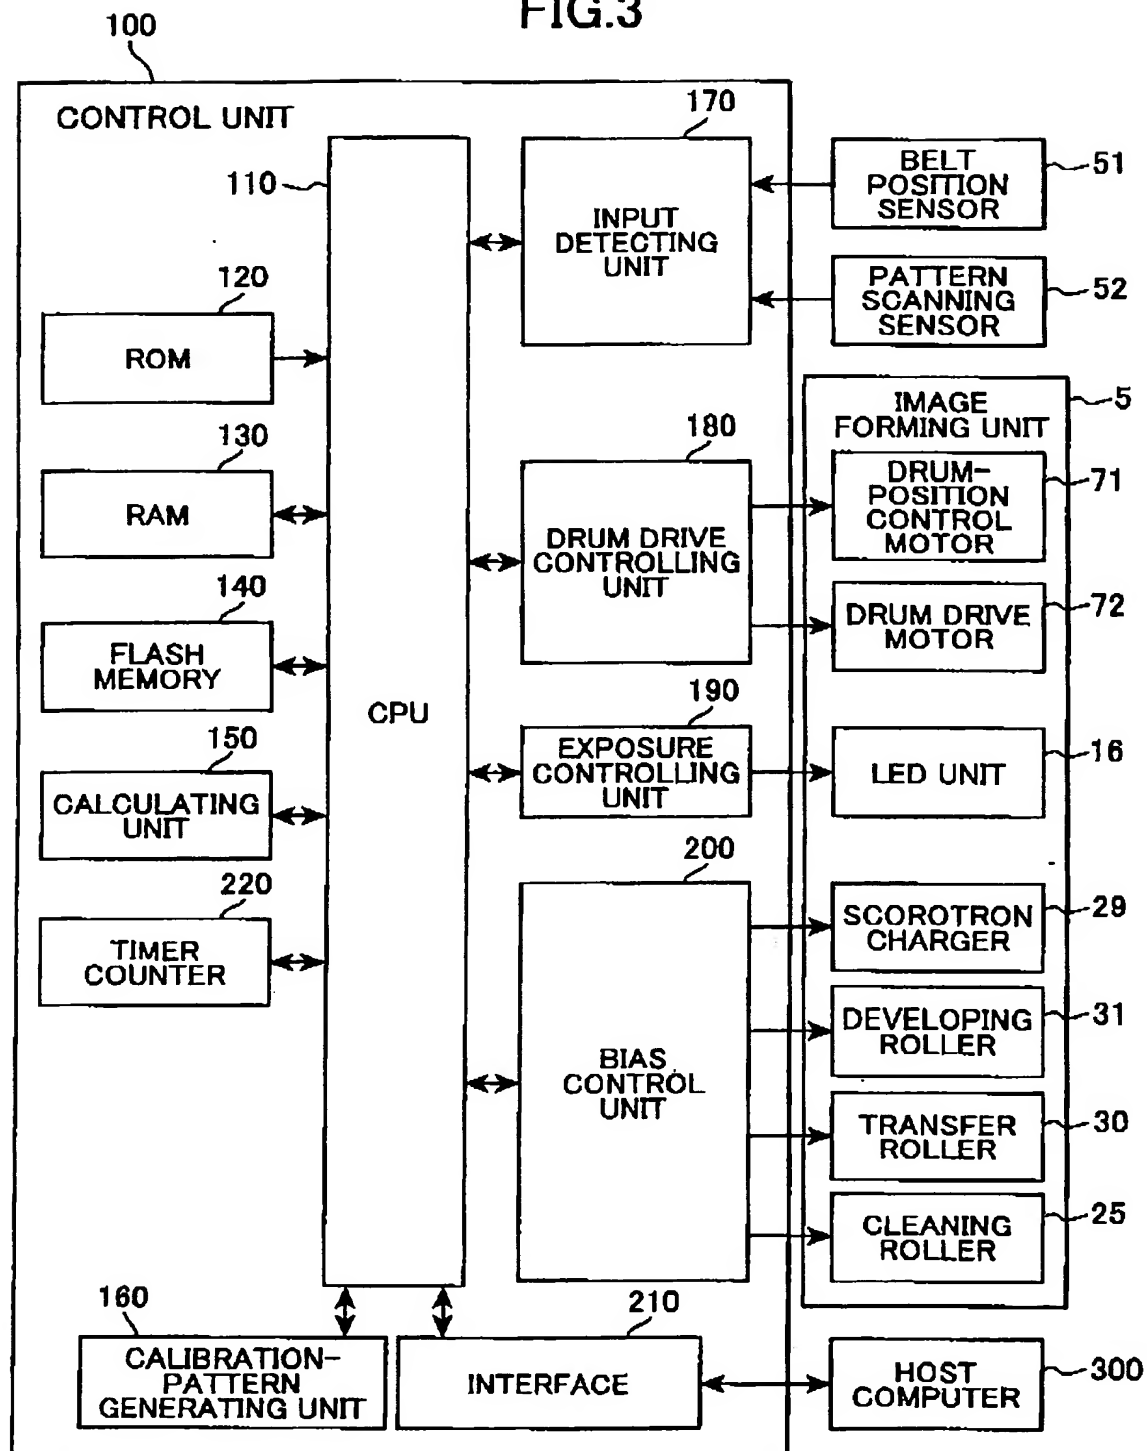 FIG.3
100
CONTROL UNIT
110
CPU
120
ROM
130
RAM
140
FLASH
MEMORY
150
CALCULATING
UNIT
220
TIMER
COUNTER
160
CALIBRATION-
PATTERN
GENERATING UNIT
170
INPUT
DETECTING
UNIT
180
DRUM DRIVE
CONTROLLING
UNIT
190
EXPOSURE
CONTROLLING
UNIT
200
BIAS
CONTROL
UNIT
210
INTERFACE
BELT
POSITION
SENSOR
51
PATTERN
SCANNING
SENSOR
52
IMAGE
FORMING UNIT
5
DRUM-
POSITION
CONTROL
MOTOR
71
DRUM DRIVE
MOTOR
72
LED UNIT
16
SCOROTRON
CHARGER
29
DEVELOPING
ROLLER
31
TRANSFER
ROLLER
30
CLEANING
ROLLER
25
HOST
COMPUTER
300